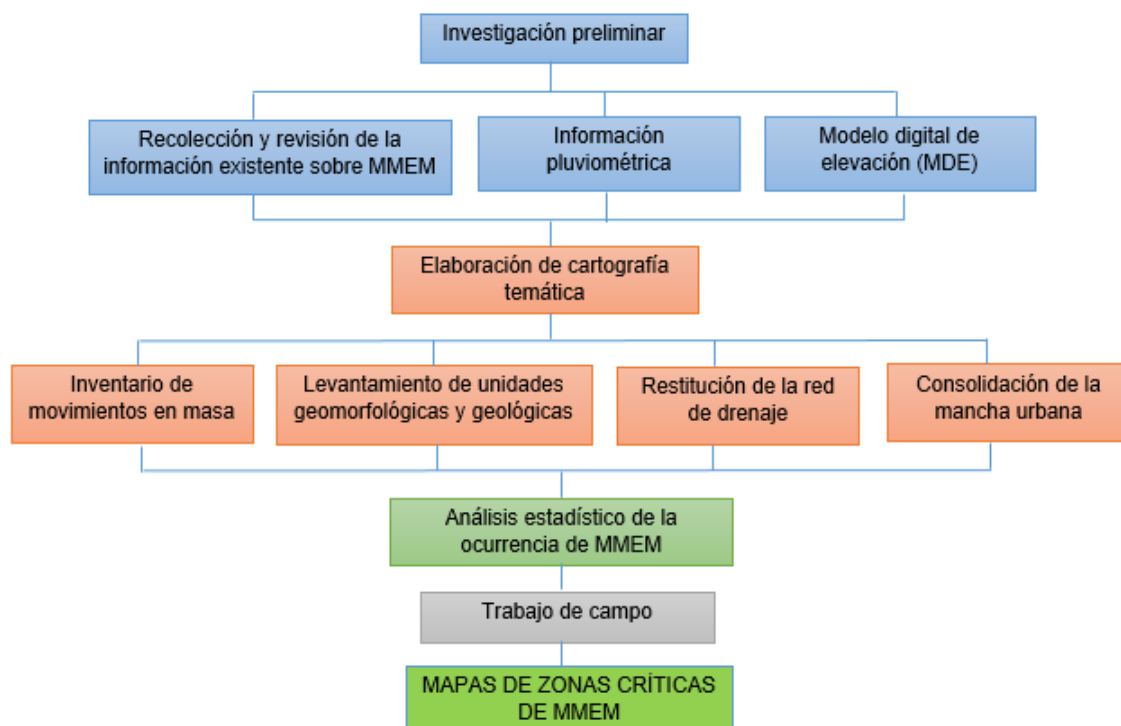 Investigación preliminar
Recolección y revisión de la
información existente sobre MMEM
Información
pluviométrica
Modelo digital de
elevación (MDE)
Elaboración de cartografía
temática
Inventario de
movimientos en masa
Levantamiento de unidades
geomorfológicas y geológicas
Restitución de la red
de drenaje
Consolidación de la
mancha urbana
Análisis estadístico de la
ocurrencia de MMEM
Trabajo de campo
MAPAS DE ZONAS CRÍTICAS
DE MMEM